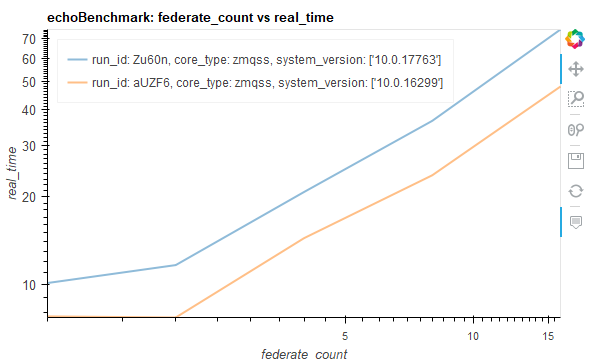 echoBenchmark: federate_count vs real_time
run_id: Zu60n, core_type: zmqss, system_version: ['10.0.17763']
run_id: aUZF6, core_type: zmqss, system_version: ['10.0.16299']
70
60
50
40
30
20
10
real_time
5
10
15
federate_count